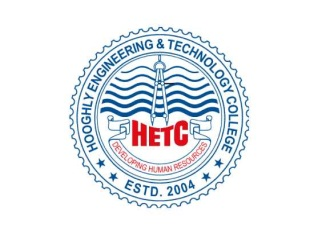 HOOGHLY ENGINEERING & TECHNOLOGY COLLEGE
HETC
DEVELOPING HUMAN RESOURCES
ESTD. 2004